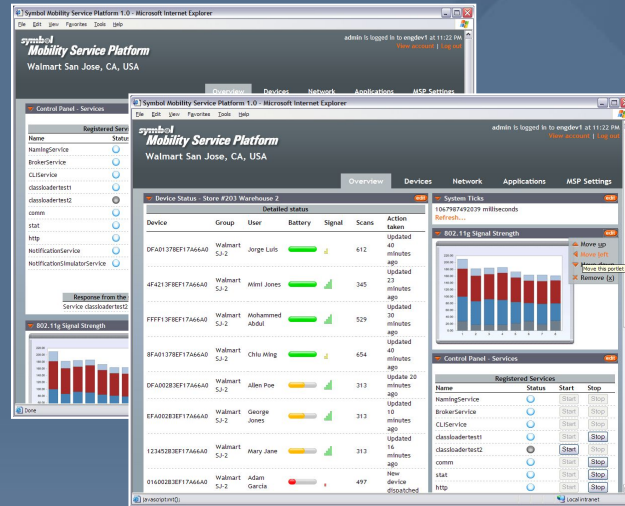 Symbol Mobility Service Platform 1.0 - Microsoft Internet Explorer
File Edit View Favorites Tools Help
symbol
Mobility Service Platform
Walmart San Jose, CA, USA
admin is logged in to engdev1 at 11:22 PM
View account | Log out
Overview Devices Network Applications MSP Settings
Control Panel - Services
Registered Servi
Name Status
NamingService
BrokerService
CLIService
classloadertest1
classloadertest2
comm
stat
http
NotificationService
NotificationSimulatorService
Response from the
Service classloadertest2
802.11g Signal Strength
Done
Symbol Mobility Service Platform 1.0 - Microsoft Internet Explorer
File Edit View Favorites Tools Help
symbol
Mobility Service Platform
Walmart San Jose, CA, USA
admin is logged in to engdev1 at 11:22 PM
View account | Log out
Overview Devices Network Applications MSP Settings
Device Status - Store #203 Warehouse 2 edit
Detailed status
Device Group User Battery Signal Scans Action taken
DFA01378EF17A66A0 Walmart SJ-2 Jorge Luis 612 Updated 40 minutes ago
4F4213F8EF17A66A0 Walmart SJ-2 Mimi Jones 345 Updated 23 minutes ago
FFFF13F8EF17A66A0 Walmart SJ-2 Mohammed Abdul 529 Updated 30 minutes ago
8FA01378EF17A66A0 Walmart SJ-2 Chiu Ming 654 Updated 40 minutes ago
DFA002B3EF17A66A0 Walmart SJ-2 Allen Poe 313 Update 20 minutes ago
EFA002B3EF17A66A0 Walmart SJ-2 George Jones 313 Updated 10 minutes ago
123452B3EF17A66A0 Walmart SJ-2 Mary Jane 313 Updated 16 minutes ago
016002B3EF17A66A0 Walmart SJ-2 Adam Garcia 497 New device dispatched
System Ticks edit
1067987492039 milliseconds
Refresh...
802.11g Signal Strength edit
Move up
Move left
Move this portlet
Remove (x)
Control Panel - Services edit
Registered Services
Name Status Start Stop
NamingService Start Stop
BrokerService Start Stop
CLIService Start Stop
classloadertest1 Start Stop
classloadertest2 Start Stop
comm Start Stop
stat Start Stop
http Start Stop
javascript:mt();
Local intranet